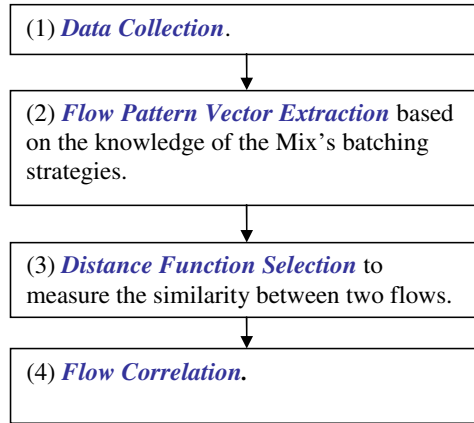 (1) Data Collection.
(2) Flow Pattern Vector Extraction based
on the knowledge of the Mix's batching
strategies.
(3) Distance Function Selection to
measure the similarity between two flows.
(4) Flow Correlation.